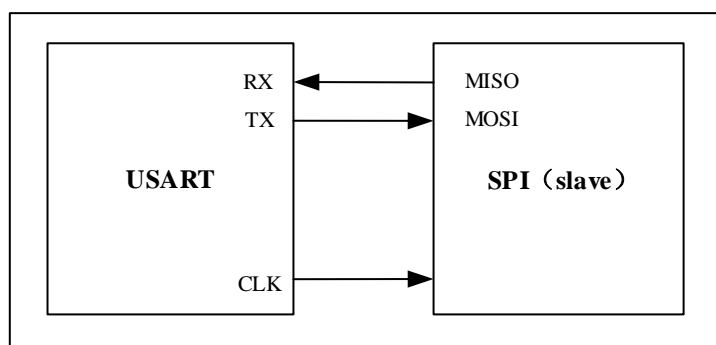 RX
MISO
TX
MOSI
USART
SPI（slave）
CLK